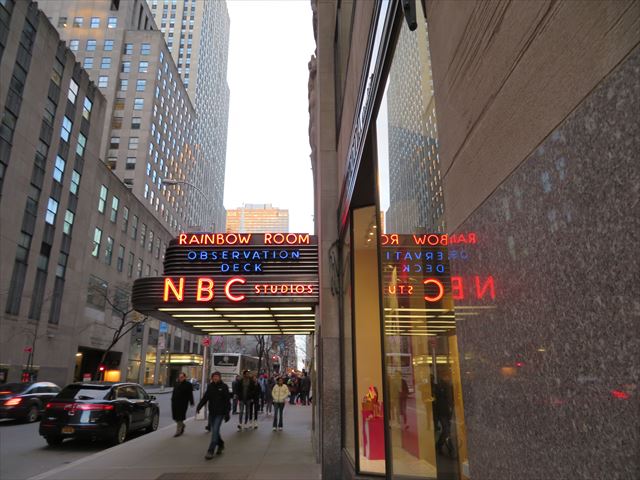 RAINBOW ROOM
OBSERVATION
DECK
NBC STUDIOS